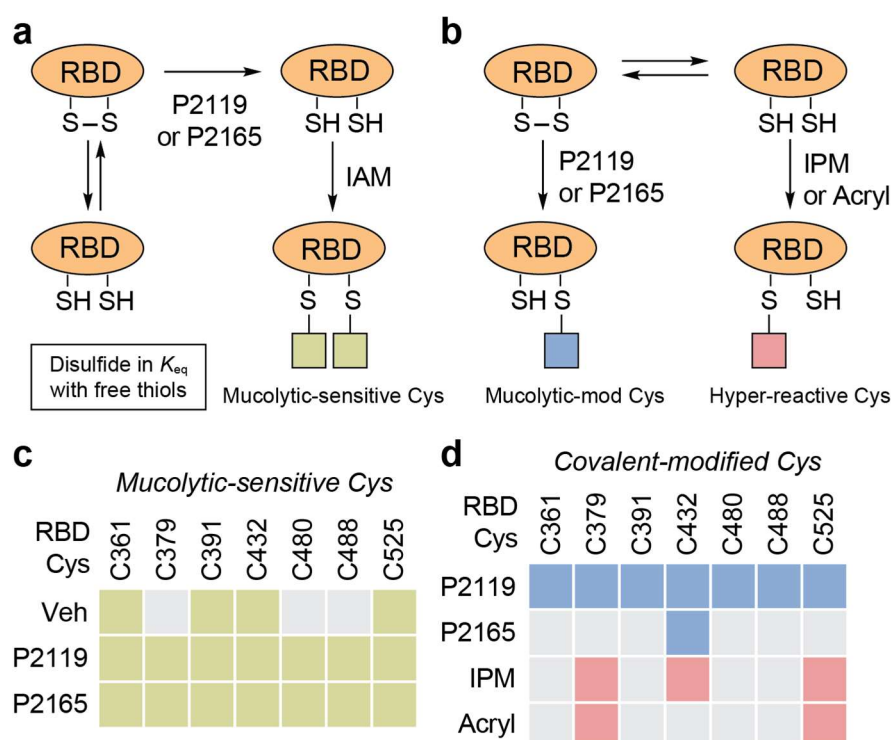 a
RBD
S–S
P2119
or P2165
RBD
SH SH
IAM
RBD
SH SH
RBD
S S
Disulfide in Keq
with free thiols
Mucolytic-sensitive Cys
b
RBD
S–S
RBD
SH SH
P2119
or P2165
IPM
or Acryl
RBD
SH S
RBD
S SH
Mucolytic-mod Cys
Hyper-reactive Cys
c
Mucolytic-sensitive Cys
RBD
Cys
C361 C379 C391 C432 C480 C488 C525
Veh
P2119
P2165
d
Covalent-modified Cys
RBD
Cys
C361 C379 C391 C432 C480 C488 C525
P2119
P2165
IPM
Acryl